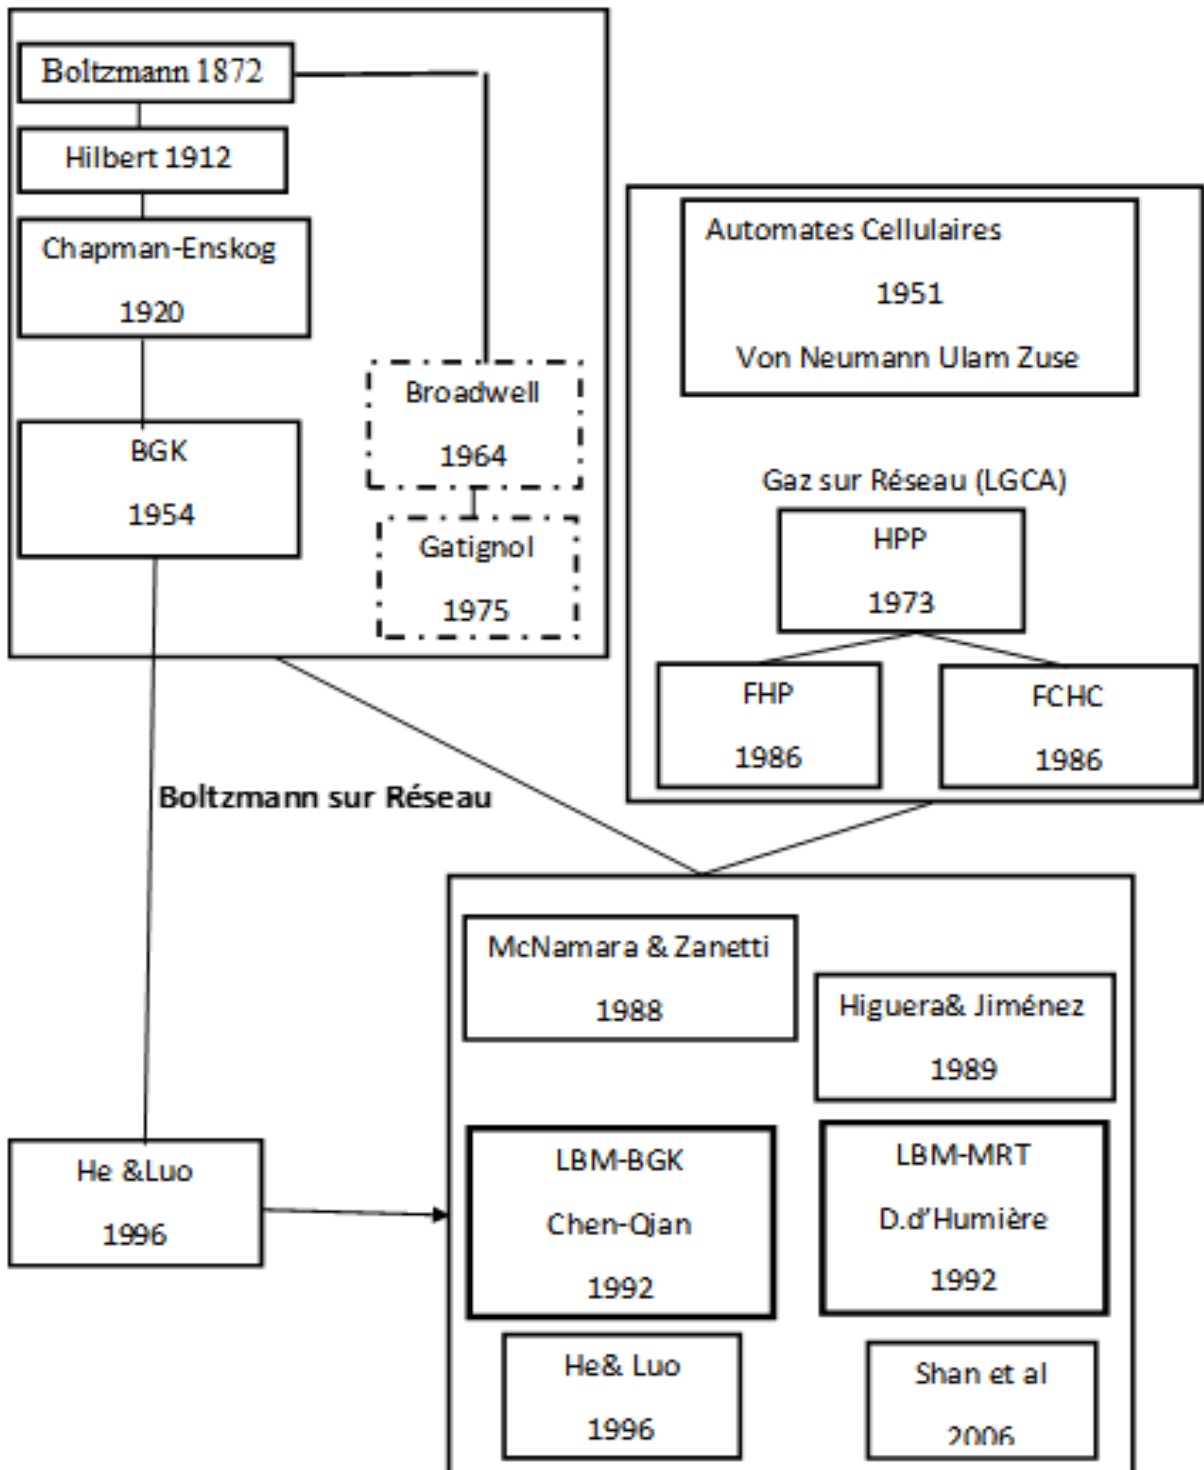 Boltzmann 1872
Hilbert 1912
Chapman-Enskog
1920
BGK
1954
Broadwell
1964
Gatignol
1975
Automates Cellulaires
1951
Von Neumann Ulam Zuse
Gaz sur Réseau (LGCA)
HPP
1973
FHP
1986
FCHC
1986
Boltzmann sur Réseau
McNamara & Zanetti
1988
Higuera& Jiménez
1989
He &Luo
1996
LBM-BGK
Chen-Qian
1992
LBM-MRT
D.d'Humière
1992
He& Luo
1996
Shan et al
2006